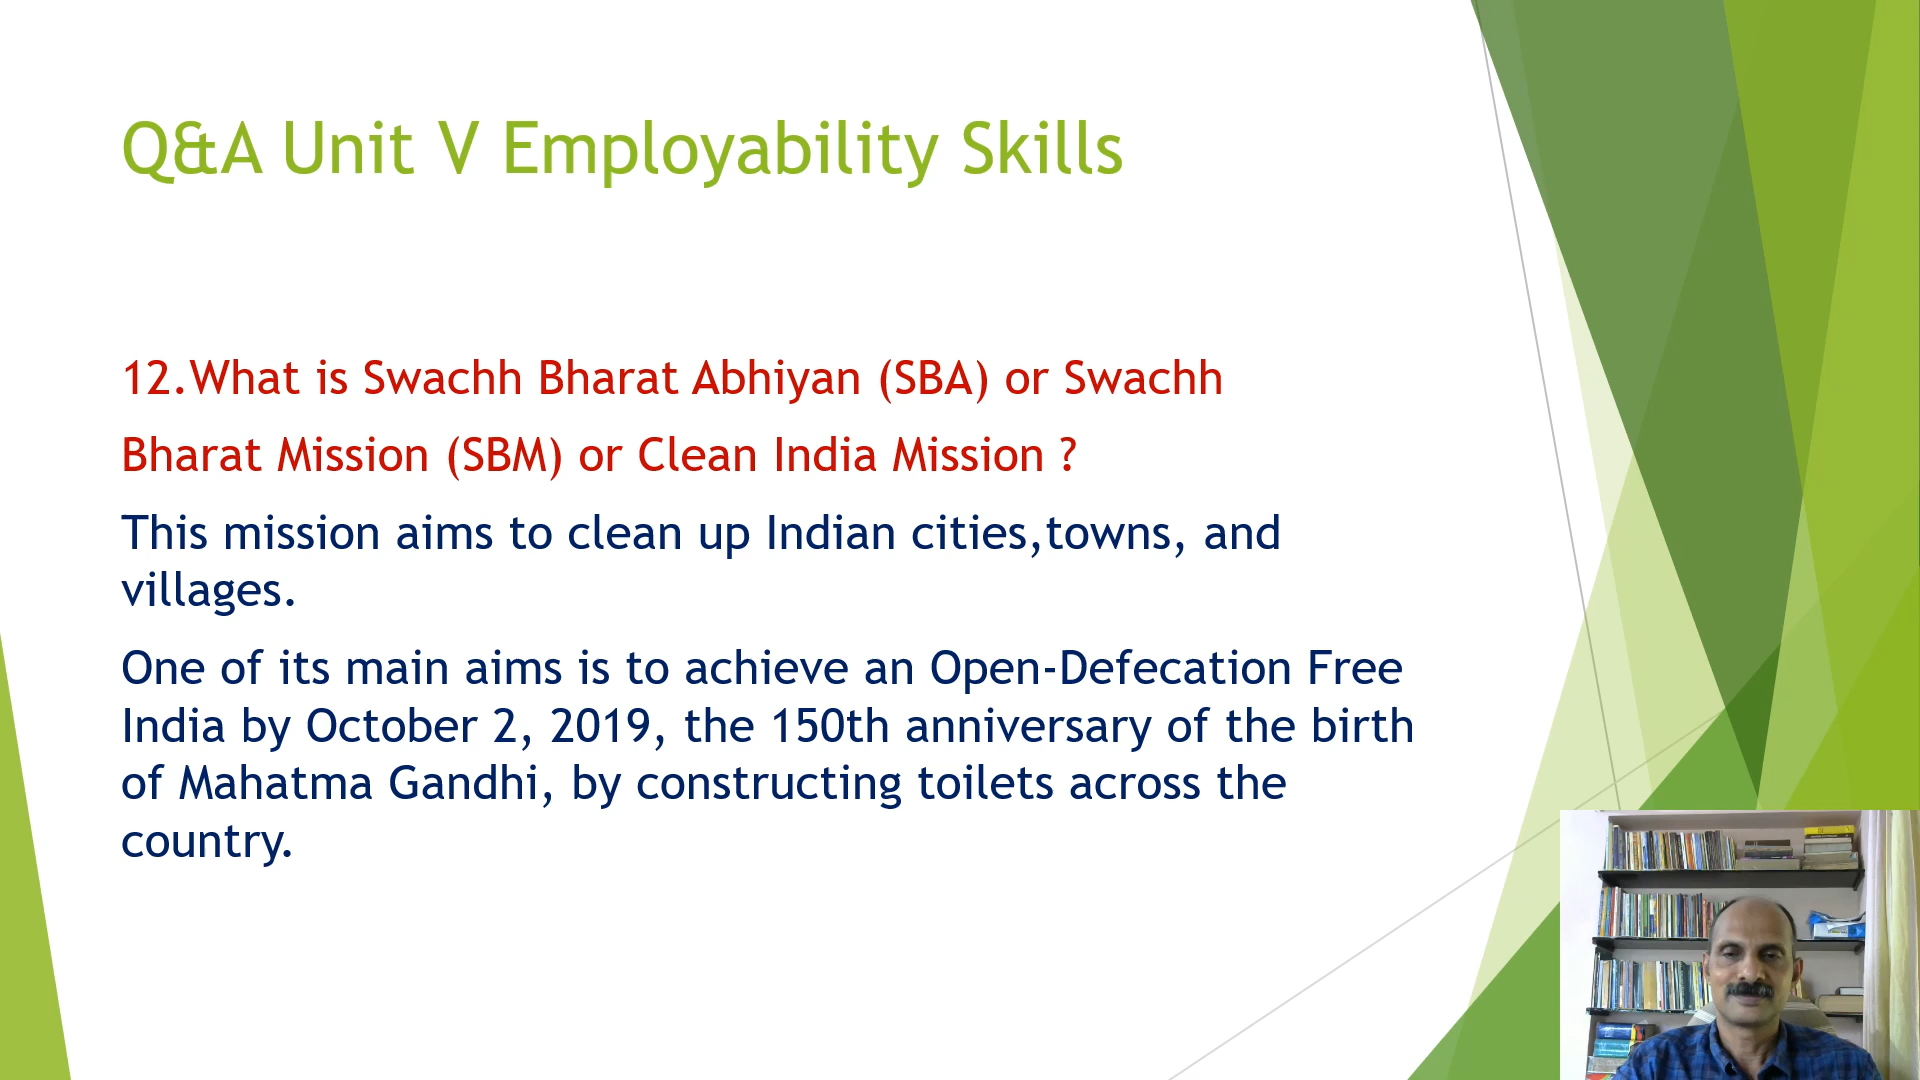 Q&A Unit V Employability Skills
12.What is Swachh Bharat Abhiyan (SBA) or Swachh
Bharat Mission (SBM) or Clean India Mission ?
This mission aims to clean up Indian cities,towns, and
villages.
One of its main aims is to achieve an Open-Defecation Free
India by October 2, 2019, the 150th anniversary of the birth
of Mahatma Gandhi, by constructing toilets across the
country.